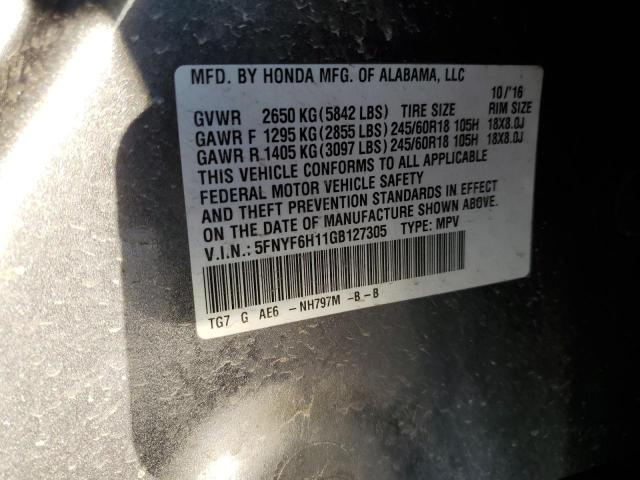 MFD. BY HONDA MFG. OF ALABAMA, LLC
10/'16
GVWR 2650 KG(5842 LBS) TIRE SIZE RIM SIZE
GAWR F 1295 KG(2855 LBS) 245/60R18 105H 18X8.0J
GAWR R 1405 KG(3097 LBS) 245/60R18 105H 18X8.0J
THIS VEHICLE CONFORMS TO ALL APPLICABLE
FEDERAL MOTOR VEHICLE SAFETY
AND THEFT PREVENTION STANDARDS IN EFFECT
ON THE DATE OF MANUFACTURE SHOWN ABOVE.
V.I.N.: 5FNYF6H11GB127305 TYPE: MPV
TG7 G AE6 -NH797M -B -B